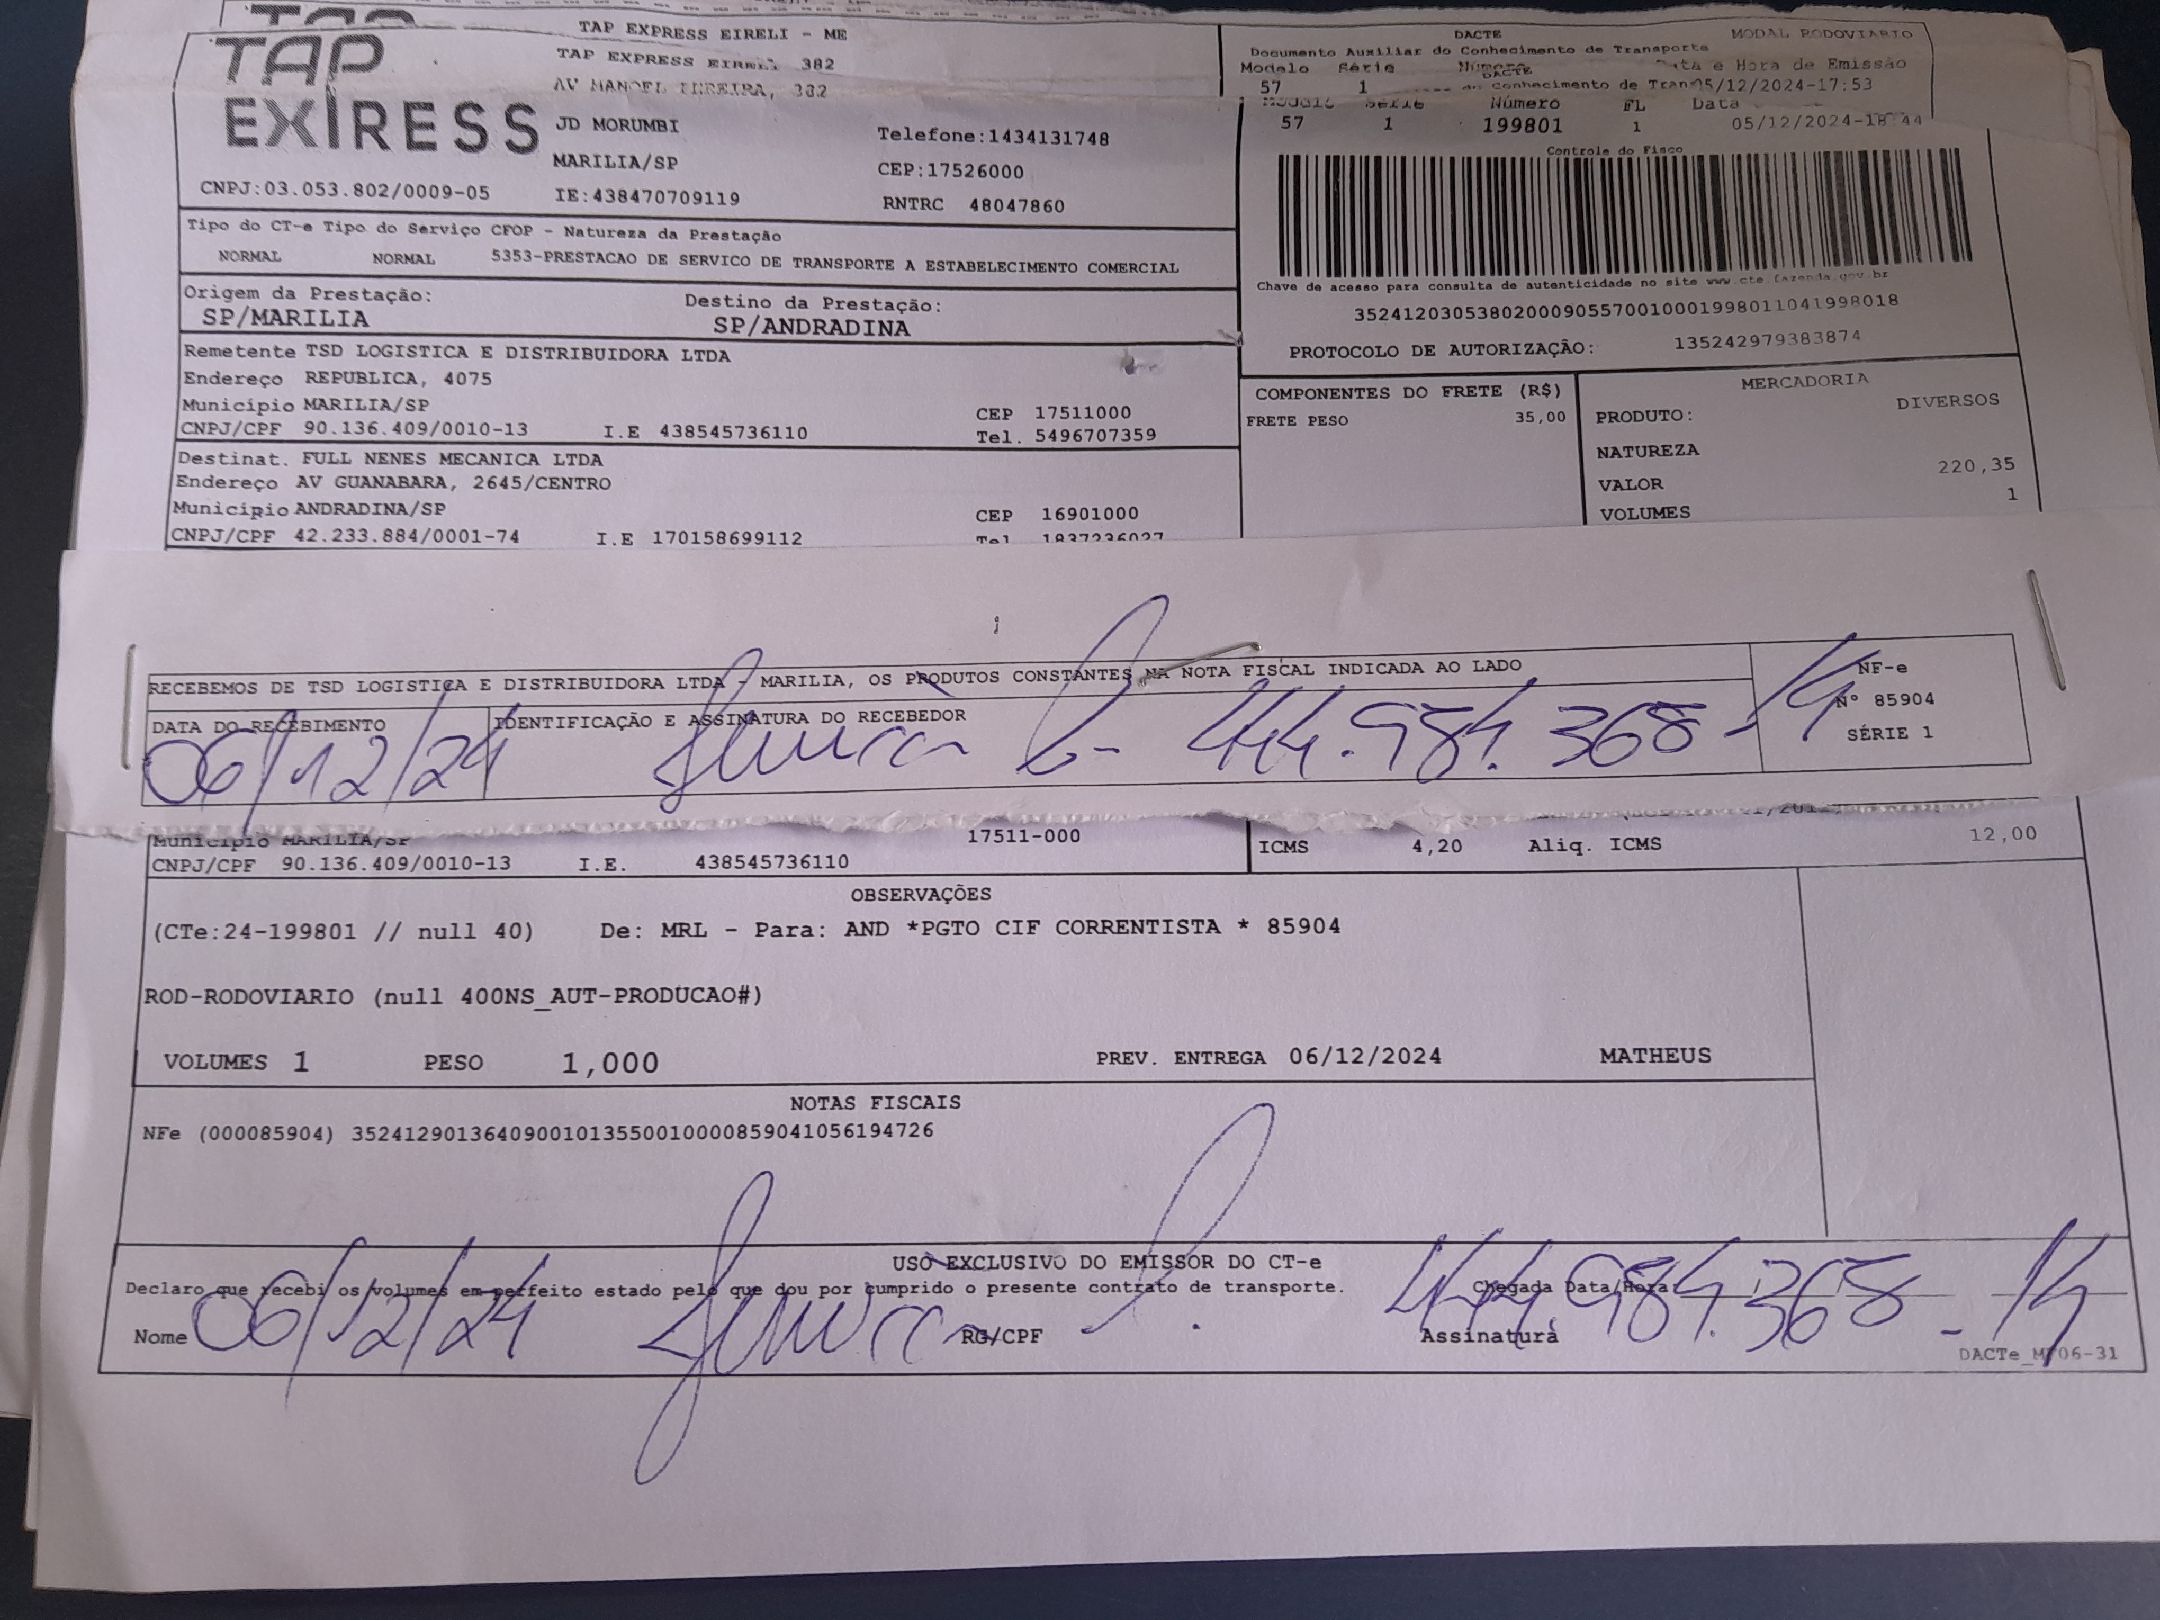 TAP EXPRESS EIRELI - ME
DACTE
MODAL RODOVIARIO
TAP
EXPRESS
TAP EXPRESS EIRELI 382
Documento Auxiliar do Conhecimento de Transporte
Modelo Série Número Data e Hora de Emissão
AV MANOEL PEREIRA, 382
57 1 Conhecimento de Tran 05/12/2024-17:53
Número FL Data
JD MORUMBI
Telefone:1434131748
57 1 199801 1 05/12/2024-18:44
Controle do Fisco
MARILIA/SP
CEP:17526000
CNPJ:03.053.802/0009-05
IE:438470709119
RNTRC 48047860
Tipo do CT-e Tipo do Serviço CFOP - Natureza da Prestação
NORMAL NORMAL 5353-PRESTACAO DE SERVICO DE TRANSPORTE A ESTABELECIMENTO COMERCIAL
Chave de acesso para consulta de autenticidade no site www.cte.fazenda.gov.br
35241203053802000905570010001998011041998018
PROTOCOLO DE AUTORIZAÇÃO: 135242979383874
Origem da Prestação: Destino da Prestação:
SP/MARILIA SP/ANDRADINA
Remetente TSD LOGISTICA E DISTRIBUIDORA LTDA
Endereço REPUBLICA, 4075
Município MARILIA/SP CEP 17511000
CNPJ/CPF 90.136.409/0010-13 I.E 438545736110 Tel. 5496707359
COMPONENTES DO FRETE (R$)
FRETE PESO 35,00
MERCADORIA
PRODUTO: DIVERSOS
NATUREZA
VALOR 220,35
VOLUMES 1
Destinat. FULL NENES MECANICA LTDA
Endereço AV GUANABARA, 2645/CENTRO
Município ANDRADINA/SP CEP 16901000
CNPJ/CPF 42.233.884/0001-74 I.E 170158699112 Tel 1837236027
RECEBEMOS DE TSD LOGISTICA E DISTRIBUIDORA LTDA - MARILIA, OS PRODUTOS CONSTANTES NA NOTA FISCAL INDICADA AO LADO
NF-e
Nº 85904
SÉRIE 1
DATA DO RECEBIMENTO IDENTIFICAÇÃO E ASSINATURA DO RECEBEDOR
06/12/24 44.984.368-14
Município MARILIA/SP 17511-000
CNPJ/CPF 90.136.409/0010-13 I.E. 438545736110
ICMS 4,20 Aliq. ICMS 12,00
OBSERVAÇÕES
(CTe:24-199801 // null 40) De: MRL - Para: AND *PGTO CIF CORRENTISTA * 85904
ROD-RODOVIARIO (null 400NS_AUT-PRODUCAO#)
VOLUMES 1 PESO 1,000 PREV. ENTREGA 06/12/2024 MATHEUS
NOTAS FISCAIS
NFe (000085904) 35241290136409001013550010000859041056194726
USO EXCLUSIVO DO EMISSOR DO CT-e
Declaro que recebi os volumes em perfeito estado pelo que dou por cumprido o presente contrato de transporte. Chegada Data/Hora:
Nome RG/CPF Assinatura
06/12/24 44.984.368-14
DACTe_M 06-31